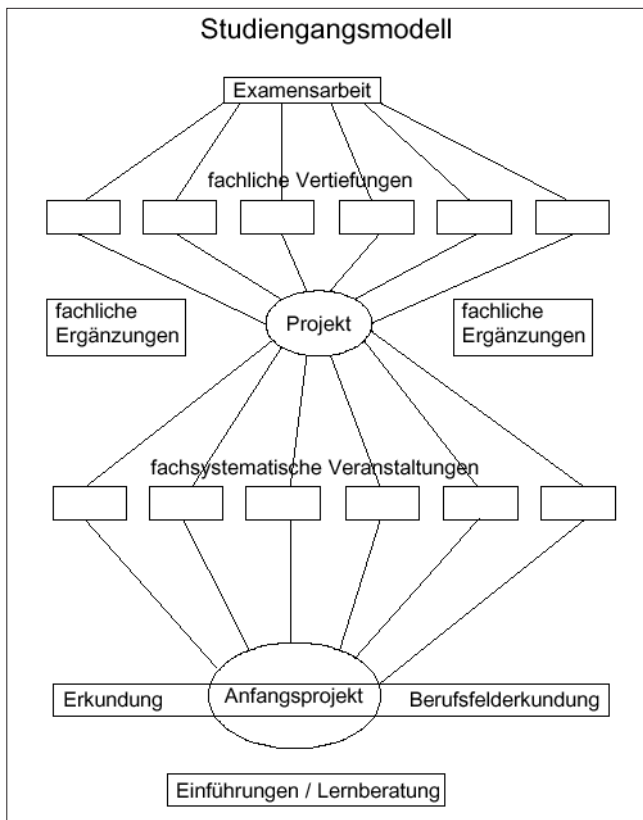 Studiengangsmodell
Examensarbeit
fachliche Vertiefungen
fachliche
Ergänzungen
Projekt
fachliche
Ergänzungen
fachsystematische Veranstaltungen
Erkundung
Anfangsprojekt
Berufsfelderkundung
Einführungen / Lernberatung